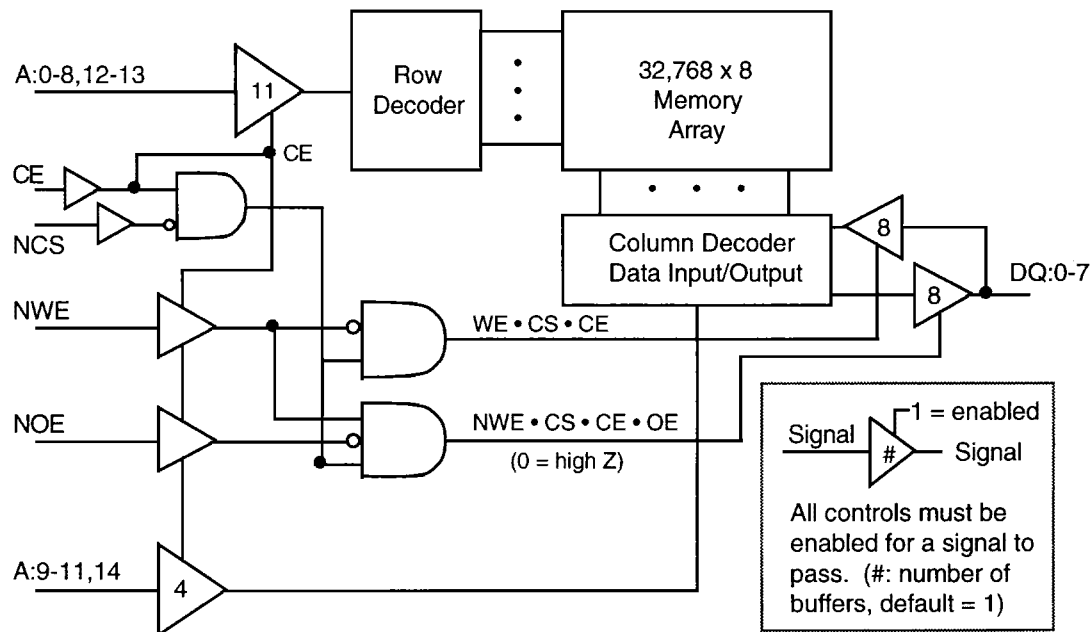 A:0-8,12-13
11
Row
Decoder
32,768 x 8
Memory
Array
CE
CE
NCS
Column Decoder
Data Input/Output
8
8
DQ:0-7
NWE
WE • CS • CE
NOE
NWE • CS • CE • OE
(0 = high Z)
A:9-11,14
4
1 = enabled
Signal
#
Signal
All controls must be
enabled for a signal to
pass. (#: number of
buffers, default = 1)